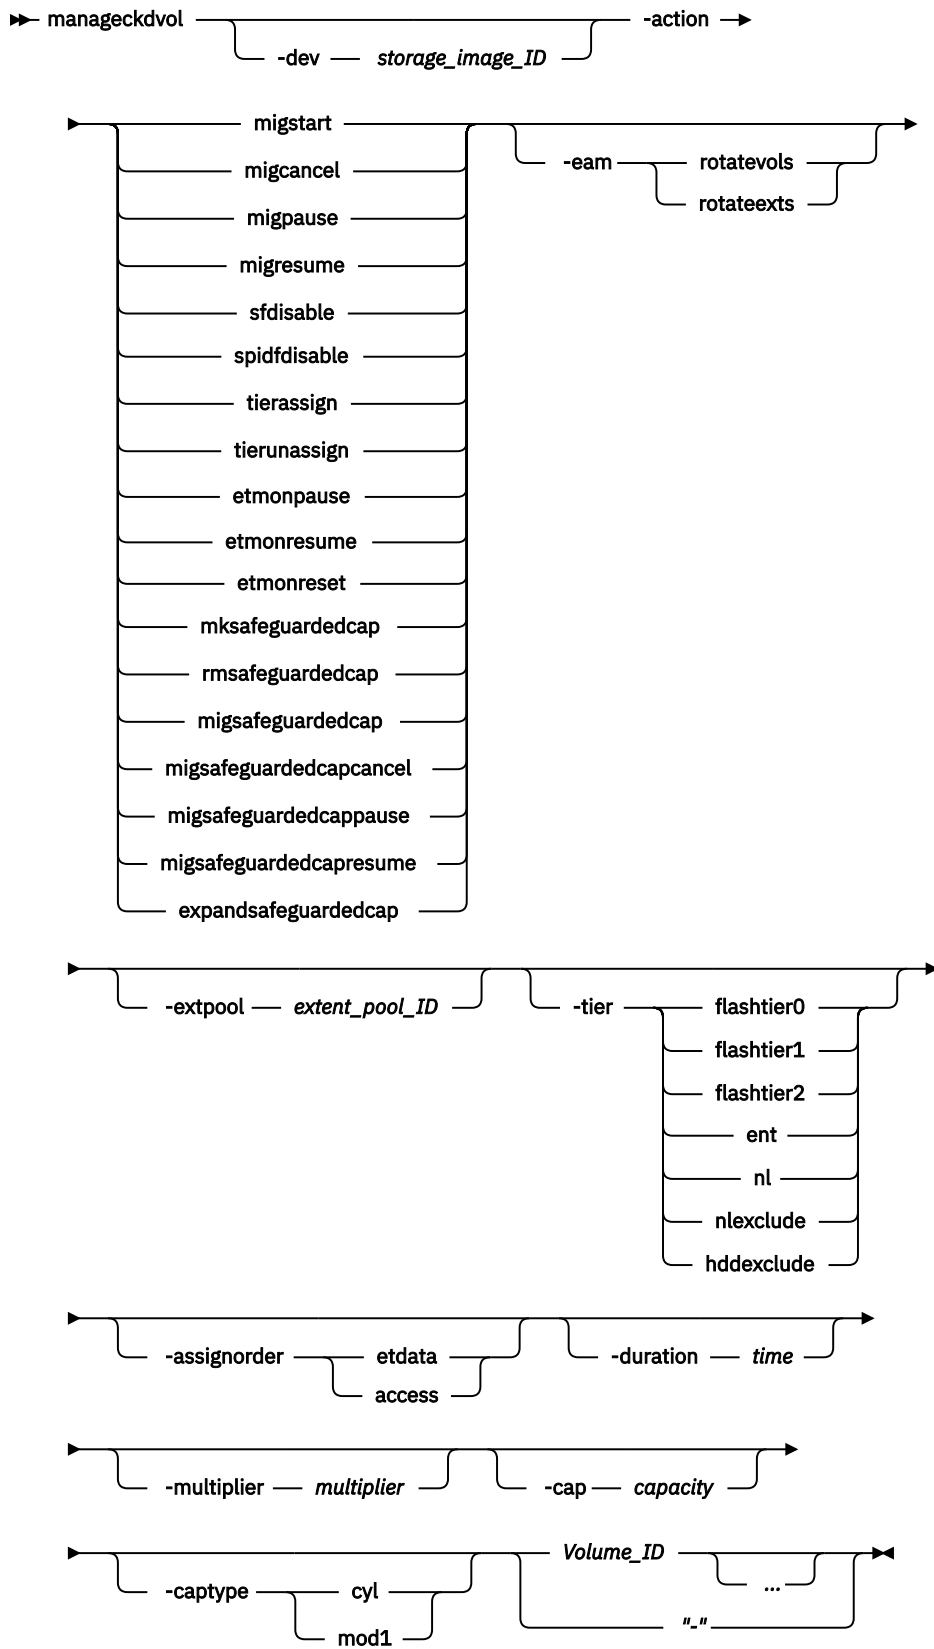 manageckdvol -action
-dev storage_image_ID
migstart
migcancel -eam rotatevols
migpause rotateexts
migresume
sfdisable
spidfdisable
tierassign
tierunassign
etmonpause
etmonresume
etmonreset
mksafeguardedcap
rmsafeguardedcap
migsafeguardedcap
migsafeguardedcapcancel
migsafeguardedcappause
migsafeguardedcapresume
expandsafeguardedcap
-extpool extent_pool_ID -tier flashtier0
flashtier1
flashtier2
ent
nl
nlexclude
hddexclude
-assignorder etdata -duration time
access
-multiplier multiplier -cap capacity
Volume_ID
-captype cyl ...
"-"
mod1